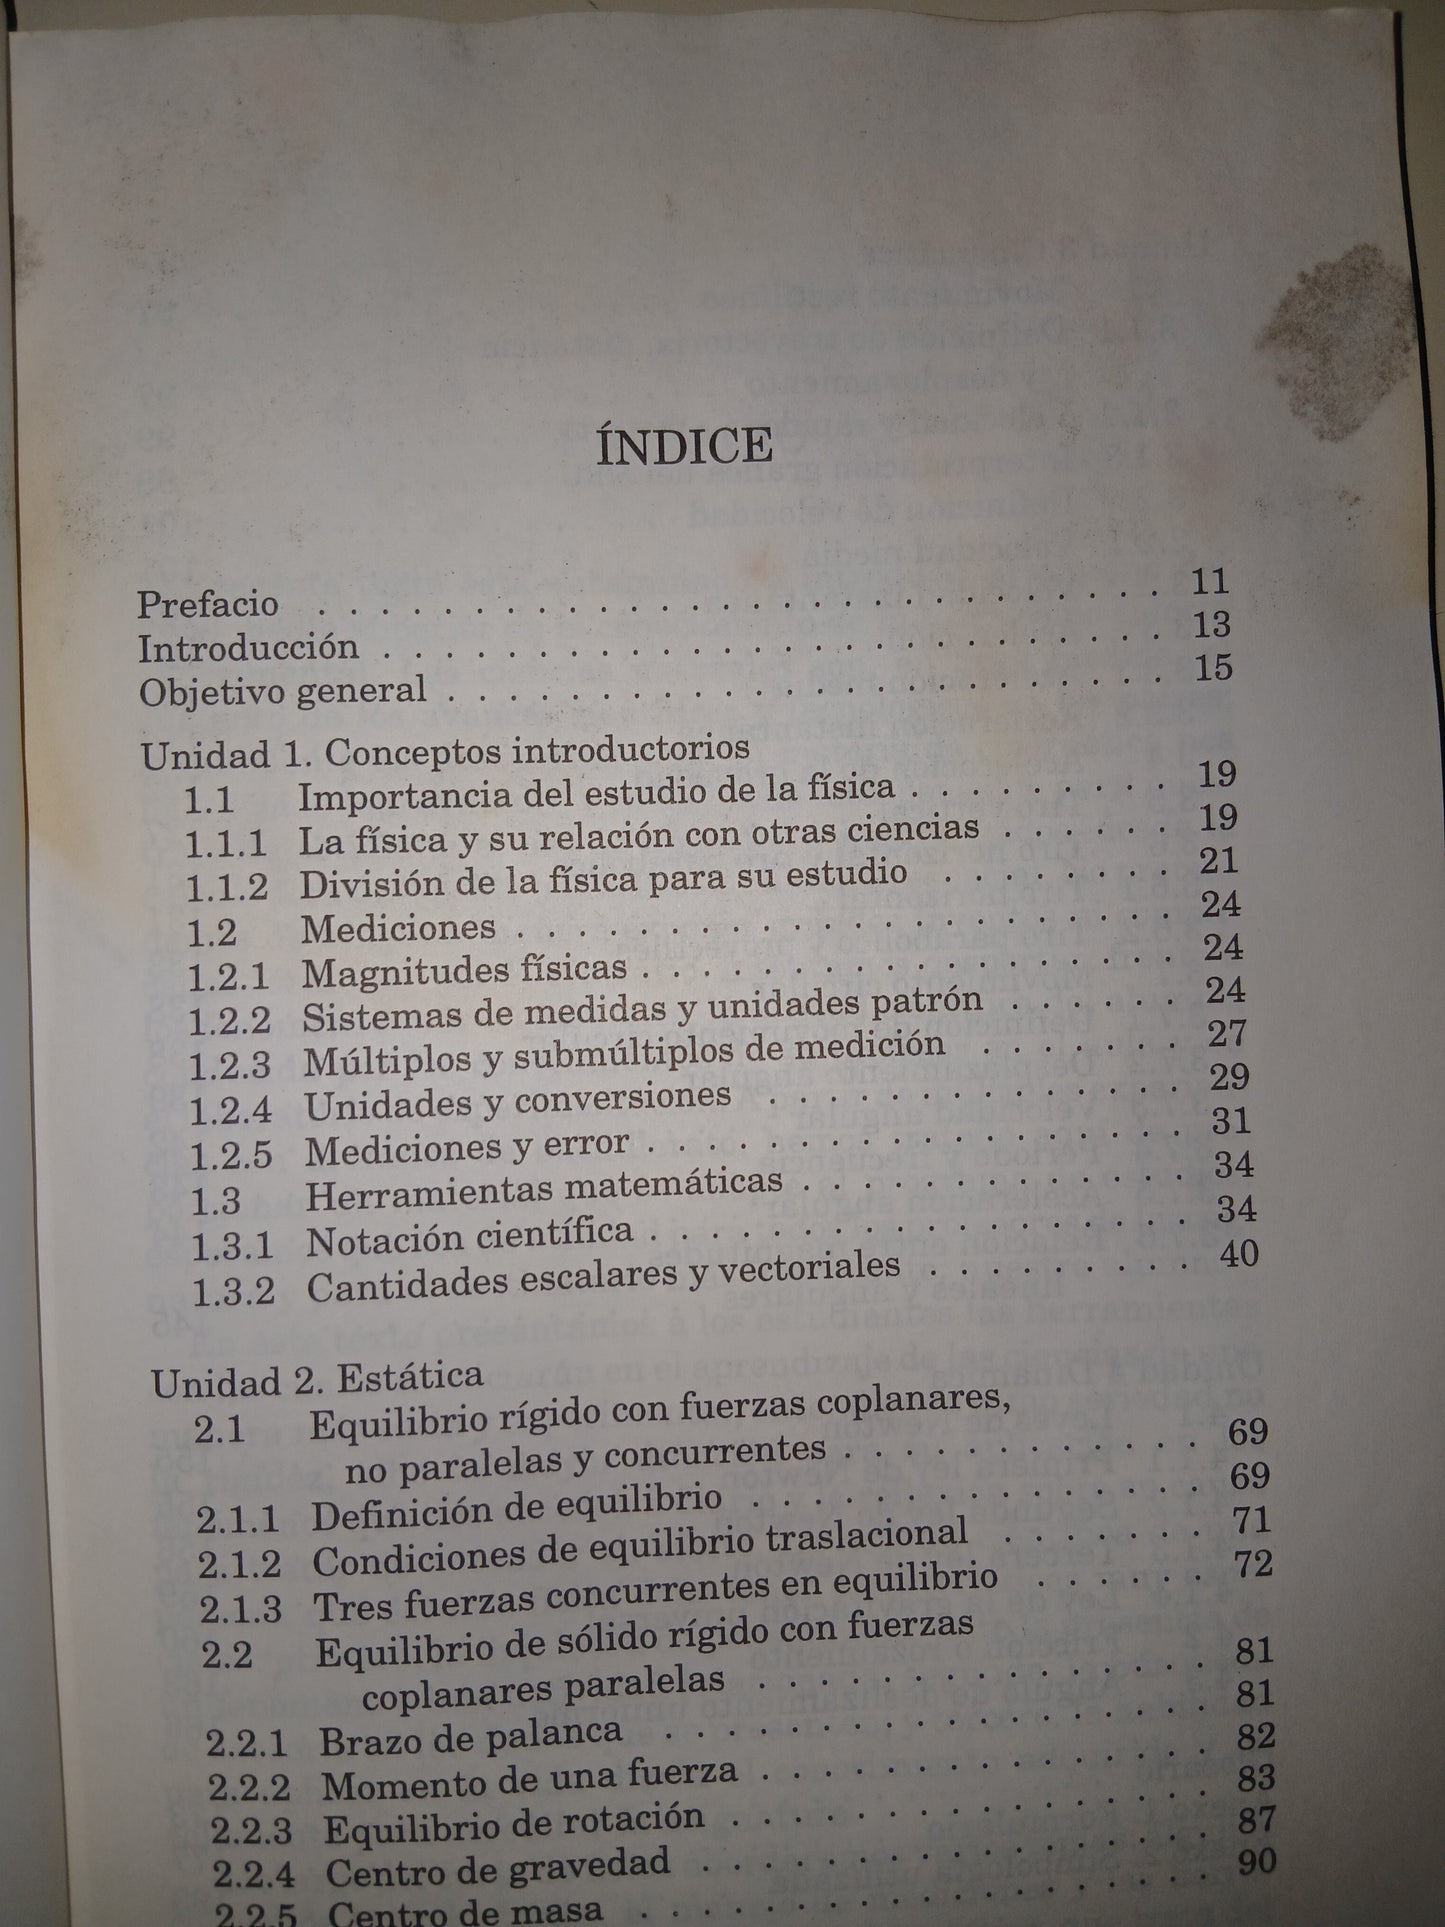 ÍNDICE
Prefacio . . . . . . . . . . . . . . . . . . . . . . . . . . . 11
Introducción . . . . . . . . . . . . . . . . . . . . . . . . . 13
Objetivo general . . . . . . . . . . . . . . . . . . . . . . . 15
Unidad 1. Conceptos introductorios
1.1 Importancia del estudio de la física . . . . . . . . . 19
1.1.1 La física y su relación con otras ciencias . . . . . . 19
1.1.2 División de la física para su estudio . . . . . . . . 21
1.2 Mediciones . . . . . . . . . . . . . . . . . . . . . . 24
1.2.1 Magnitudes físicas . . . . . . . . . . . . . . . . . . 24
1.2.2 Sistemas de medidas y unidades patrón . . . . . . 24
1.2.3 Múltiplos y submúltiplos de medición . . . . . . . 27
1.2.4 Unidades y conversiones . . . . . . . . . . . . . . 29
1.2.5 Mediciones y error . . . . . . . . . . . . . . . . . . 31
1.3 Herramientas matemáticas . . . . . . . . . . . . . 34
1.3.1 Notación científica . . . . . . . . . . . . . . . . . . 34
1.3.2 Cantidades escalares y vectoriales . . . . . . . . . 40
Unidad 2. Estática
2.1 Equilibrio rígido con fuerzas coplanares,
no paralelas y concurrentes . . . . . . . . . . . . 69
2.1.1 Definición de equilibrio . . . . . . . . . . . . . . . 69
2.1.2 Condiciones de equilibrio traslacional . . . . . . . 71
2.1.3 Tres fuerzas concurrentes en equilibrio . . . . . . 72
2.2 Equilibrio de sólido rígido con fuerzas
coplanares paralelas . . . . . . . . . . . . . . . 81
2.2.1 Brazo de palanca . . . . . . . . . . . . . . . . . . 81
2.2.2 Momento de una fuerza . . . . . . . . . . . . . . . 82
2.2.3 Equilibrio de rotación . . . . . . . . . . . . . . . . 83
2.2.4 Centro de gravedad . . . . . . . . . . . . . . . . . 87
2.2.5 Centro de masa . . . . . . . . . . . . . . . . . . . 90